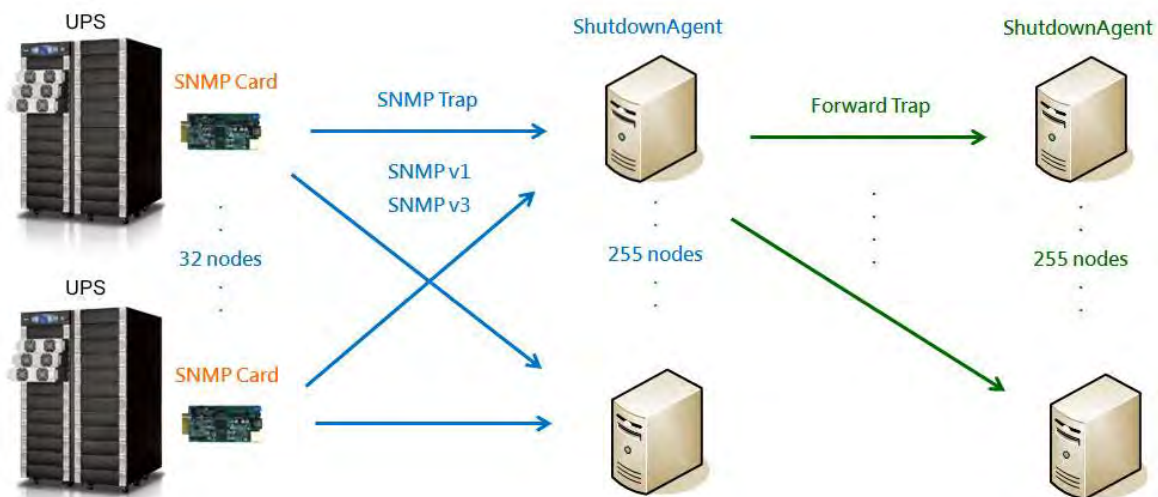 UPS
ShutdownAgent
ShutdownAgent
SNMP Card
SNMP Trap
Forward Trap
SNMP v1
SNMP v3
32 nodes
255 nodes
255 nodes
UPS
SNMP Card